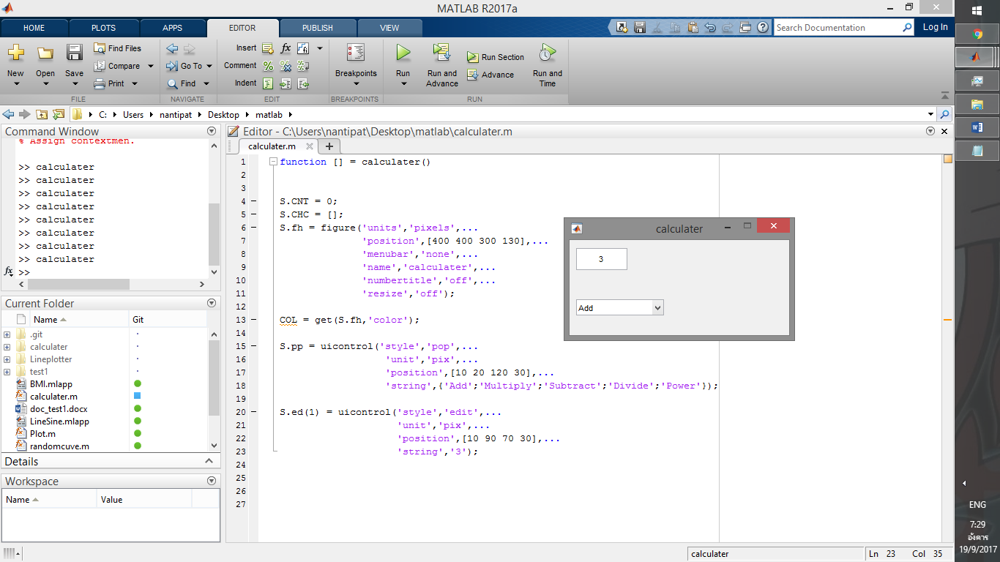 MATLAB R2017a
HOME
PLOTS
APPS
EDITOR
PUBLISH
VIEW
Search Documentation
Log In
New
Open
Save
Find Files
Compare
Print
Go To
Find
Insert
fx
Comment
Indent
Breakpoints
Run
Run and
Advance
Run Section
Advance
Run and
Time
FILE
NAVIGATE
EDIT
BREAKPOINTS
RUN
C:
Users
nantipat
Desktop
matlab
Command Window
% Assign contextmen.
>> calculater
>> calculater
>> calculater
>> calculater
>> calculater
>> calculater
>> calculater
>> calculater
fx >>
Current Folder
Name
Git
.git
calculater
Lineplotter
test1
BMI.mlapp
calculater.m
doc_test1.docx
LineSine.mlapp
Plot.m
randomcuve.m
Details
Workspace
Name
Value
Editor - C:\Users\nantipat\Desktop\matlab\calculater.m
calculater.m
1 function [] = calculater()
2
3
4 S.CNT = 0;
5 S.CHC = [];
6 S.fh = figure('units','pixels',...
7 'position',[400 400 300 130],...
8 'menubar','none',...
9 'name','calculater',...
10 'numbertitle','off',...
11 'resize','off');
12
13 COL = get(S.fh,'color');
14
15 S.pp = uicontrol('style','pop',...
16 'unit','pix',...
17 'position',[10 20 120 30],...
18 'string',{'Add';'Multiply';'Subtract';'Divide';'Power'});
19
20 S.ed(1) = uicontrol('style','edit',...
21 'unit','pix',...
22 'position',[10 90 70 30],...
23 'string','3');
24
25
26
27
calculater
3
Add
calculater
Ln 23 Col 35
ENG
7:29
อังคาร
19/9/2017